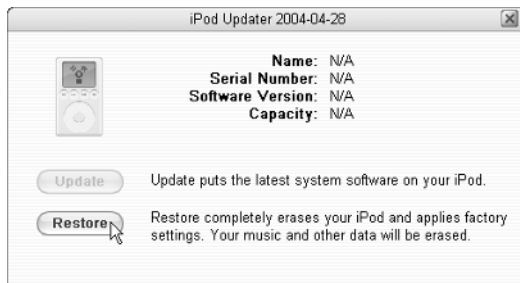 iPod Updater 2004-04-28
Name: N/A
Serial Number: N/A
Software Version: N/A
Capacity: N/A
Update
Update puts the latest system software on your iPod.
Restore
Restore completely erases your iPod and applies factory
settings. Your music and other data will be erased.